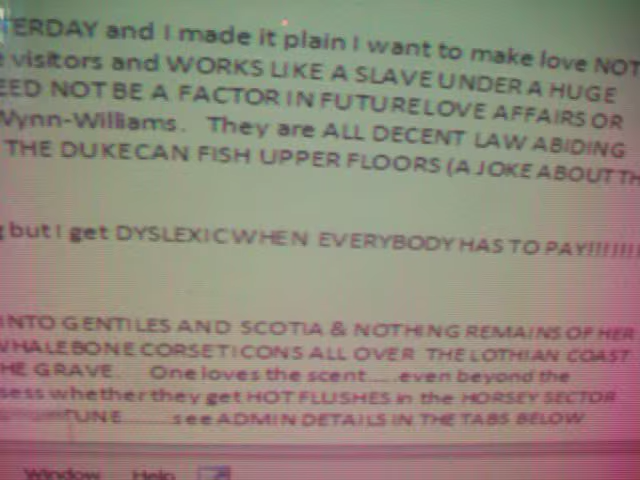 TERDAY and I made it plain I want to make love NOT
visitors and WORKS LIKE A SLAVE UNDER A HUGE
EED NOT BE A FACTOR IN FUTURELOVE AFFAIRS OR
Wynn-Williams. They are ALL DECENT LAW ABIDING
THE DUKECAN FISH UPPER FLOORS (A JOKE ABOUT TH
but I get DYSLEXICWHEN EVERYBODY HAS TO PAY!!!!!!!
INTO GENTILES AND SCOTIA & NOTHING REMAINS OF HER
WHALEBONE CORSETICONS ALL OVER THE LOTHIAN COAST
HE GRAVE. One loves the scent.....even beyond the
sess whether they get HOT FLUSHES in the HORSEY SECTOR
TUNE..........see ADMIN DETAILS IN THE TABS BELOW
Window Help